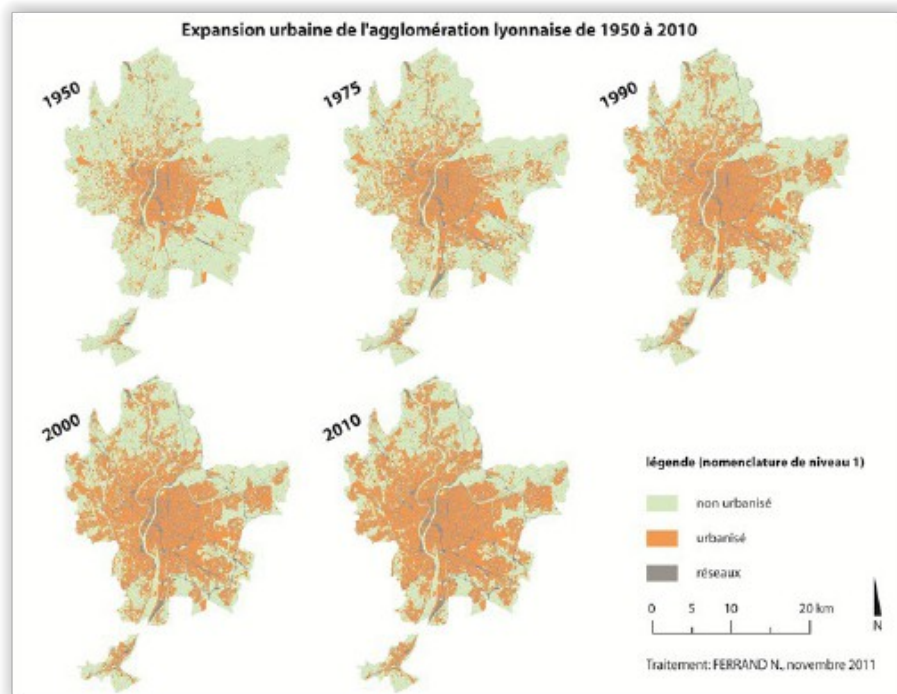 Expansion urbaine de l'agglomération lyonnaise de 1950 à 2010
1950
1975
1990
2000
2010
légende (nomenclature de niveau 1)
non urbanisé
urbanisé
réseaux
0 5 10 20 km
N
Traitement: FERRAND N., novembre 2011